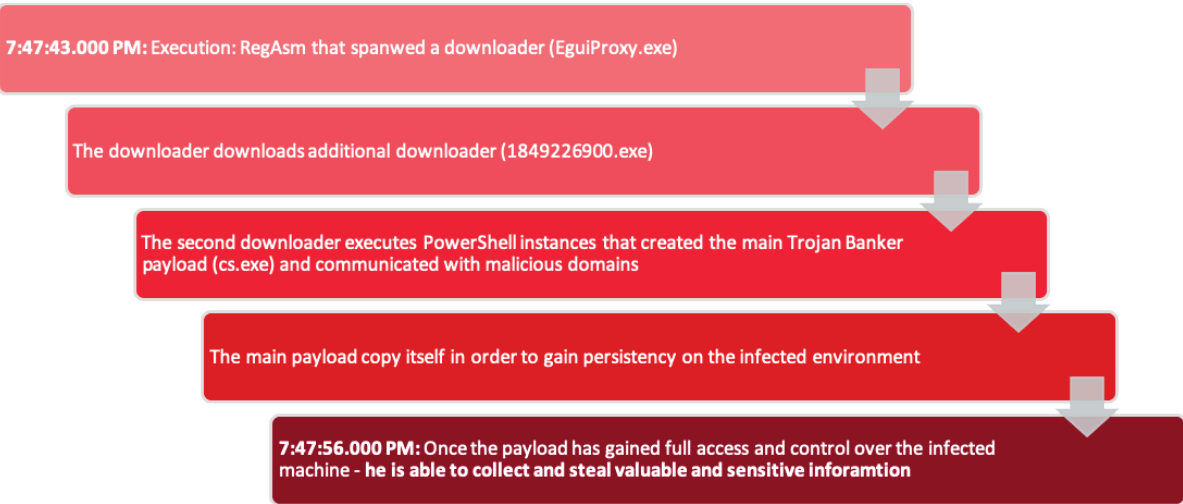 7:47:43.000 PM: Execution: RegAsm that spanwed a downloader (EguiProxy.exe)
The downloader downloads additional downloader (1849226900.exe)
The second downloader executes PowerShell instances that created the main Trojan Banker
payload (cs.exe) and communicated with malicious domains
The main payload copy itself in order to gain persistency on the infected environment
7:47:56.000 PM: Once the payload has gained full access and control over the infected
machine - he is able to collect and steal valuable and sensitive inforamtion